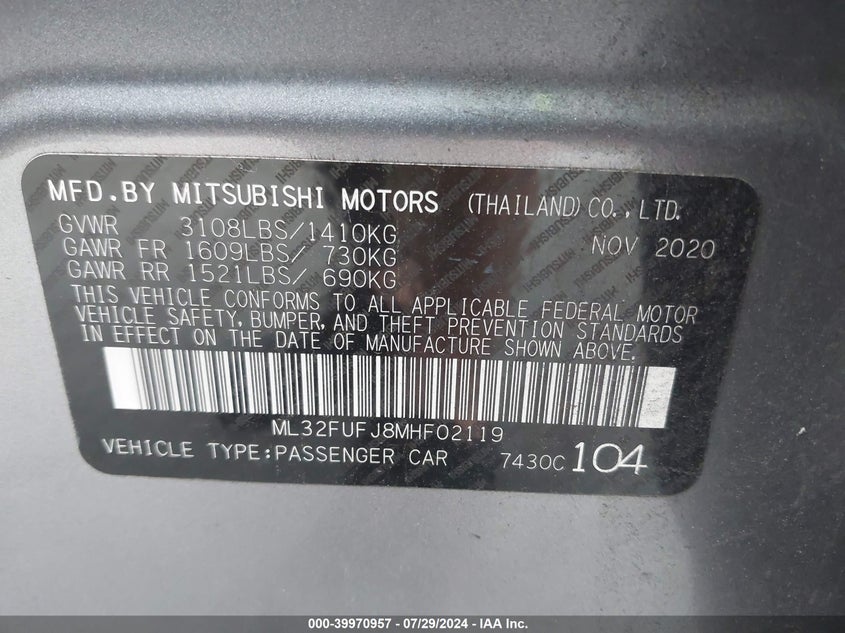 MFD.BY MITSUBISHI MOTORS (THAILAND) CO., LTD.
GVWR 3108LBS/1410KG NOV 2020
GAWR FR 1609LBS/ 730KG
GAWR RR 1521LBS/ 690KG
THIS VEHICLE CONFORMS TO ALL APPLICABLE FEDERAL MOTOR
VEHICLE SAFETY, BUMPER, AND THEFT PREVENTION STANDARDS
IN EFFECT ON THE DATE OF MANUFACTURE SHOWN ABOVE.
ML32FUFJ8MHF02119
VEHICLE TYPE:PASSENGER CAR 7430C 104
000-39970957 - 07/29/2024 - IAA Inc.